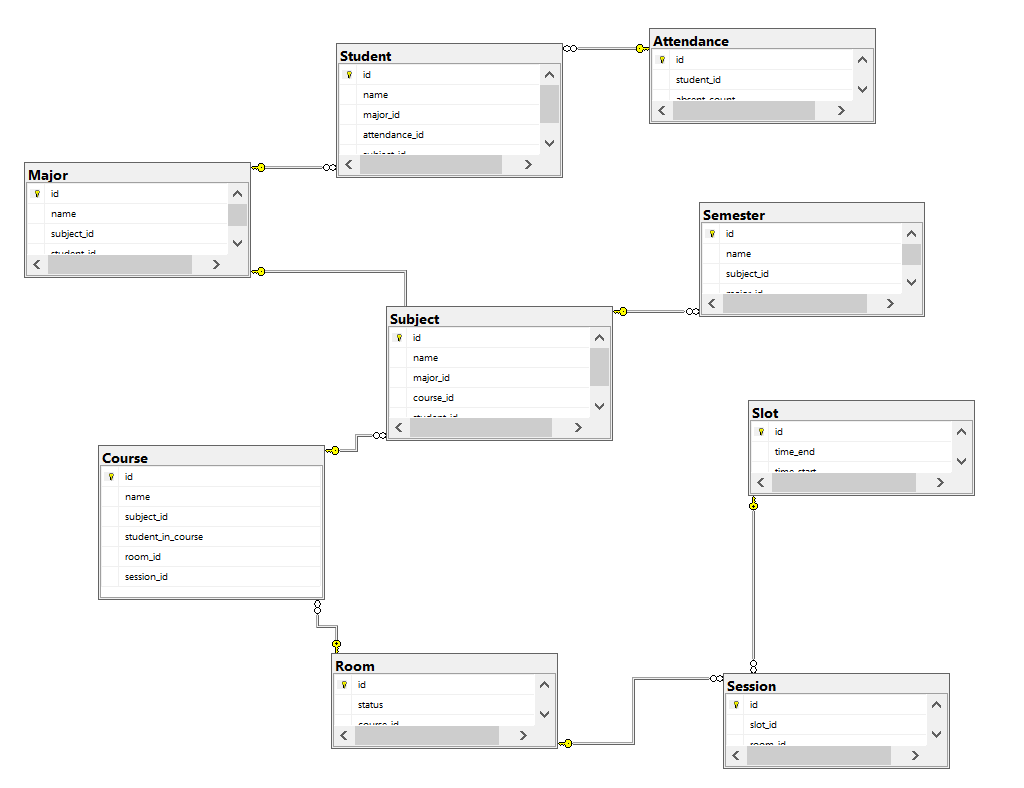 Student
id
name
major_id
attendance_id
subject_id
Attendance
id
student_id
absent_count
Major
id
name
subject_id
student_id
Semester
id
name
subject_id
major_id
Subject
id
name
major_id
course_id
student_id
Slot
id
time_end
time_start
Course
id
name
subject_id
student_in_course
room_id
session_id
Room
id
status
course_id
Session
id
slot_id
room_id